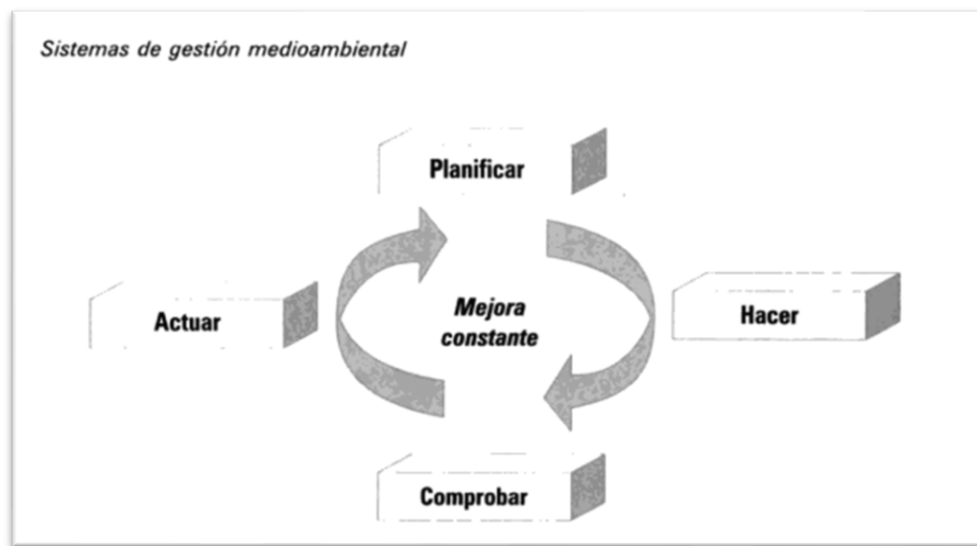 Sistemas de gestión medioambiental
Planificar
Actuar
Mejora
constante
Hacer
Comprobar